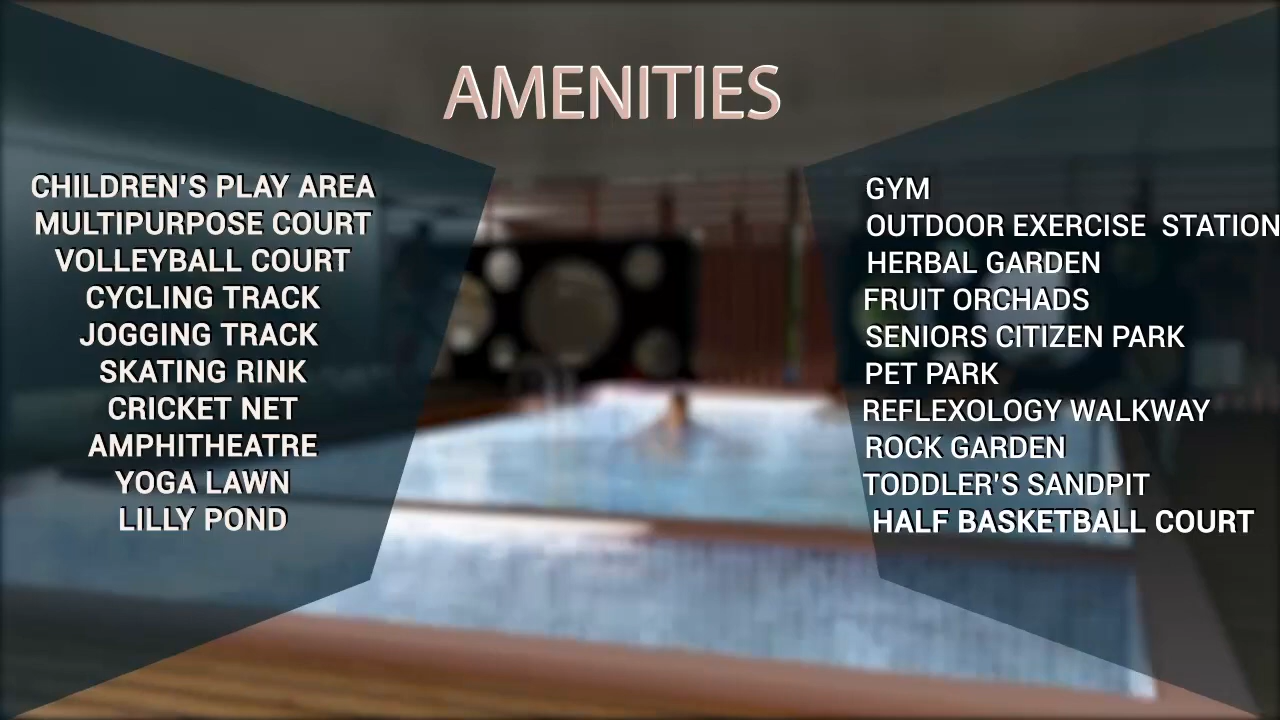 AMENITIES
CHILDREN'S PLAY AREA
MULTIPURPOSE COURT
VOLLEYBALL COURT
CYCLING TRACK
JOGGING TRACK
SKATING RINK
CRICKET NET
AMPHITHEATRE
YOGA LAWN
LILLY POND
GYM
OUTDOOR EXERCISE STATION
HERBAL GARDEN
FRUIT ORCHADS
SENIORS CITIZEN PARK
PET PARK
REFLEXOLOGY WALKWAY
ROCK GARDEN
TODDLER'S SANDPIT
HALF BASKETBALL COURT